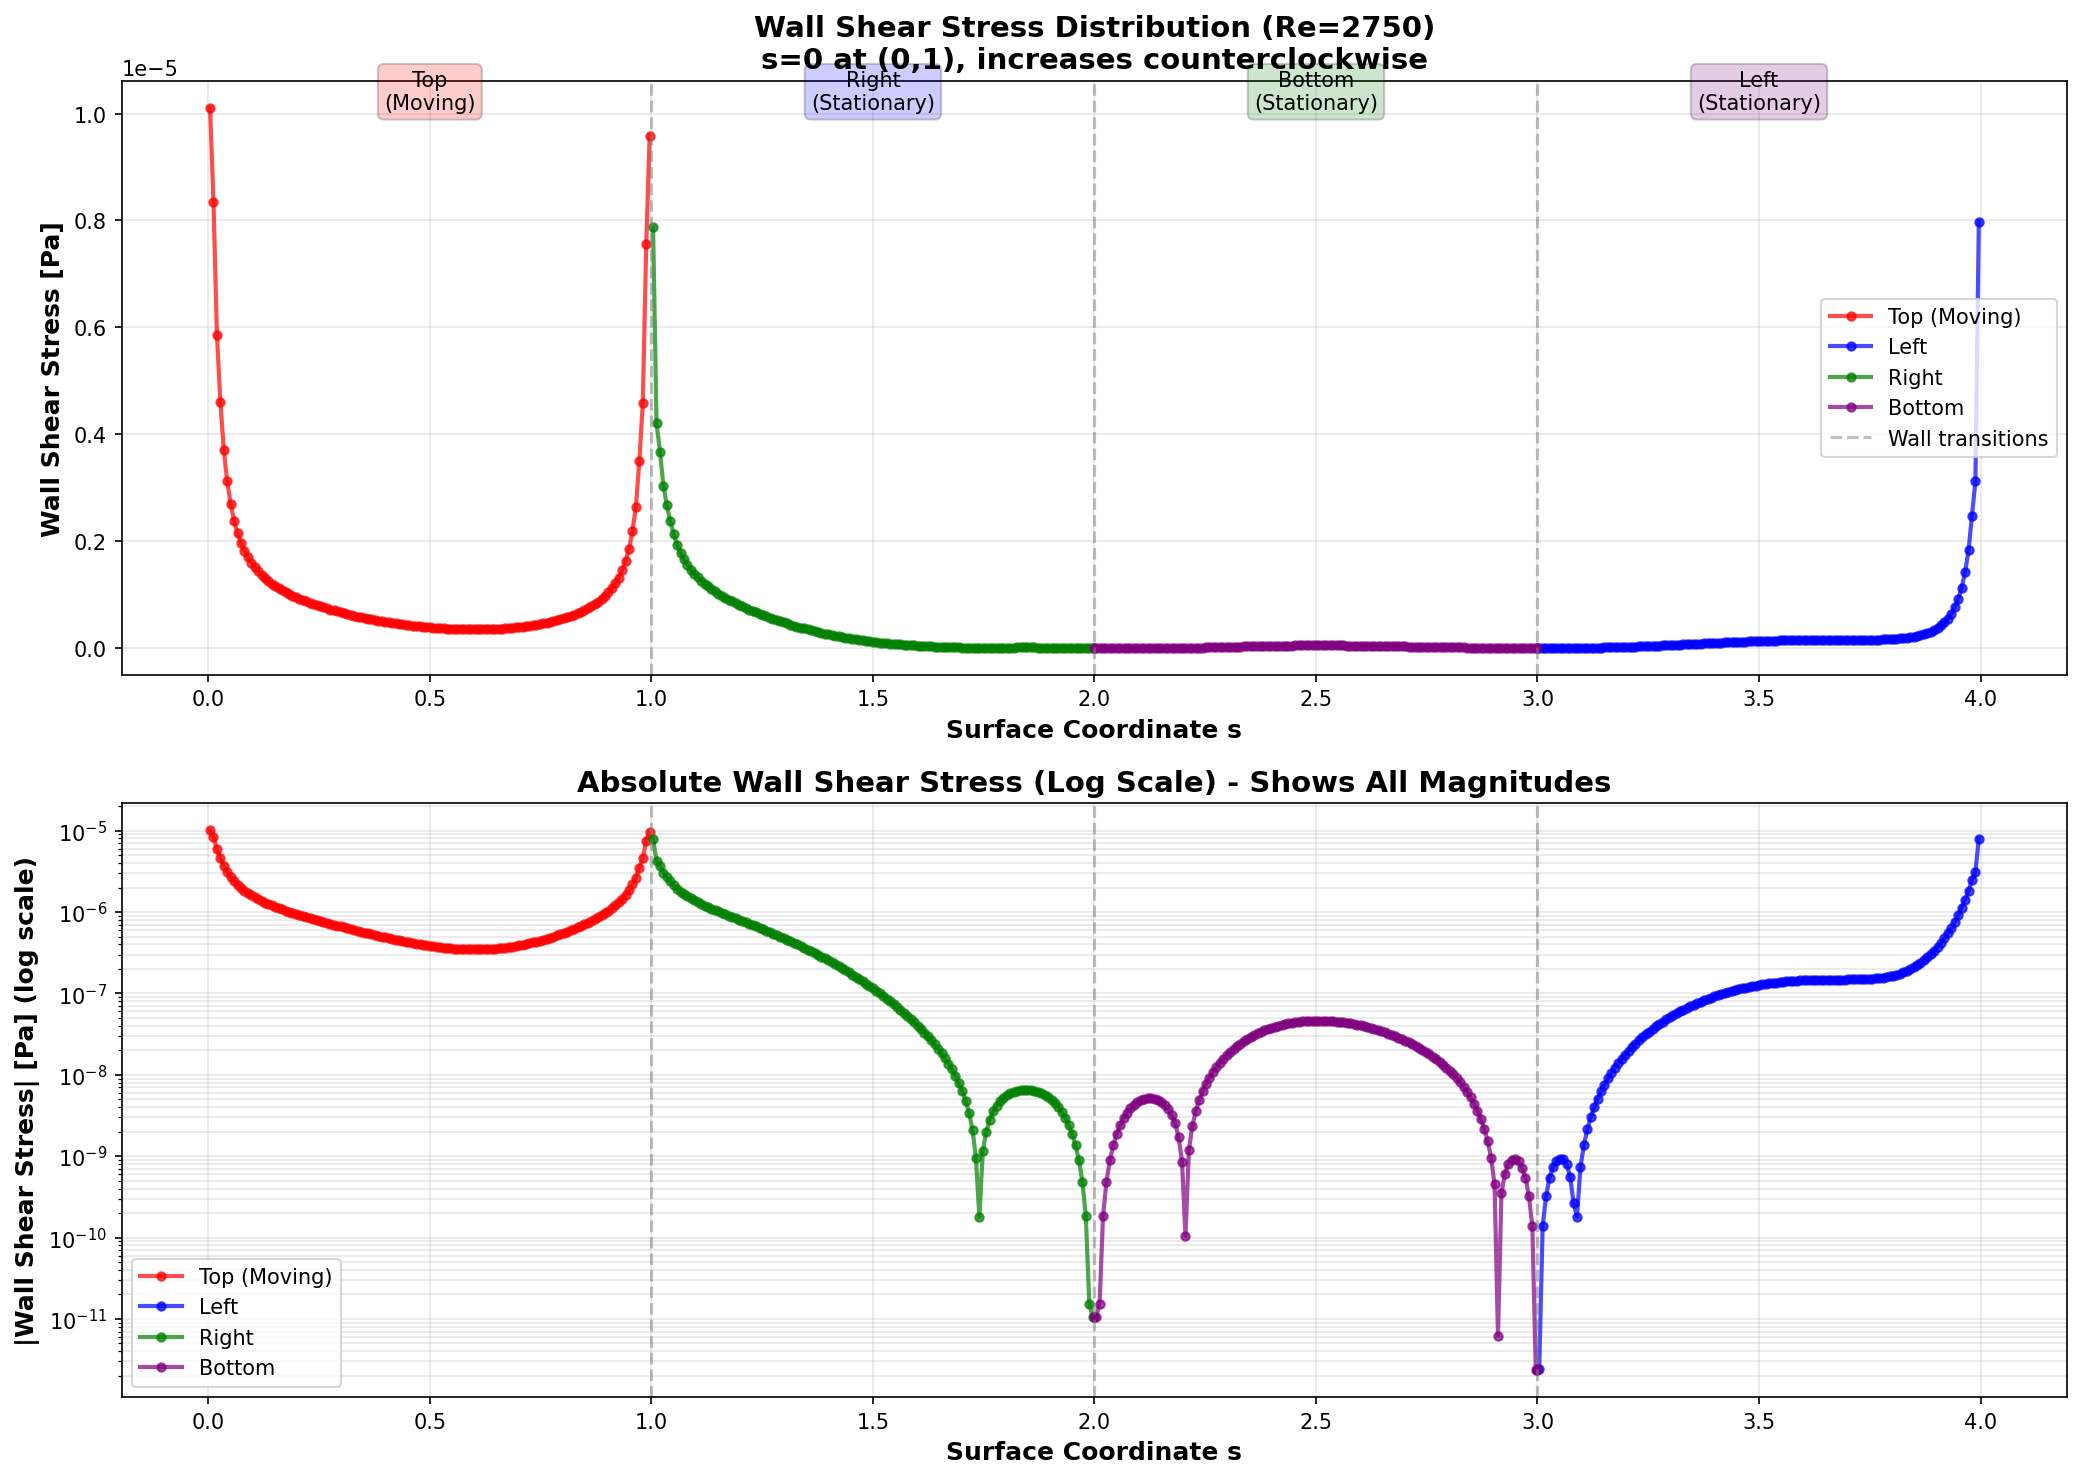 Wall Shear Stress Distribution (Re=2750)
s=0 at (0,1), increases counterclockwise
1e−5
Top
(Moving)
Right
(Stationary)
Bottom
(Stationary)
Left
(Stationary)
Wall Shear Stress [Pa]
1.0
0.8
0.6
0.4
0.2
0.0
Top (Moving)
Left
Right
Bottom
Wall transitions
0.0 0.5 1.0 1.5 2.0 2.5 3.0 3.5 4.0
Surface Coordinate s
Absolute Wall Shear Stress (Log Scale) - Shows All Magnitudes
|Wall Shear Stress| [Pa] (log scale)
10⁻⁵
10⁻⁶
10⁻⁷
10⁻⁸
10⁻⁹
10⁻¹⁰
10⁻¹¹
Top (Moving)
Left
Right
Bottom
0.0 0.5 1.0 1.5 2.0 2.5 3.0 3.5 4.0
Surface Coordinate s